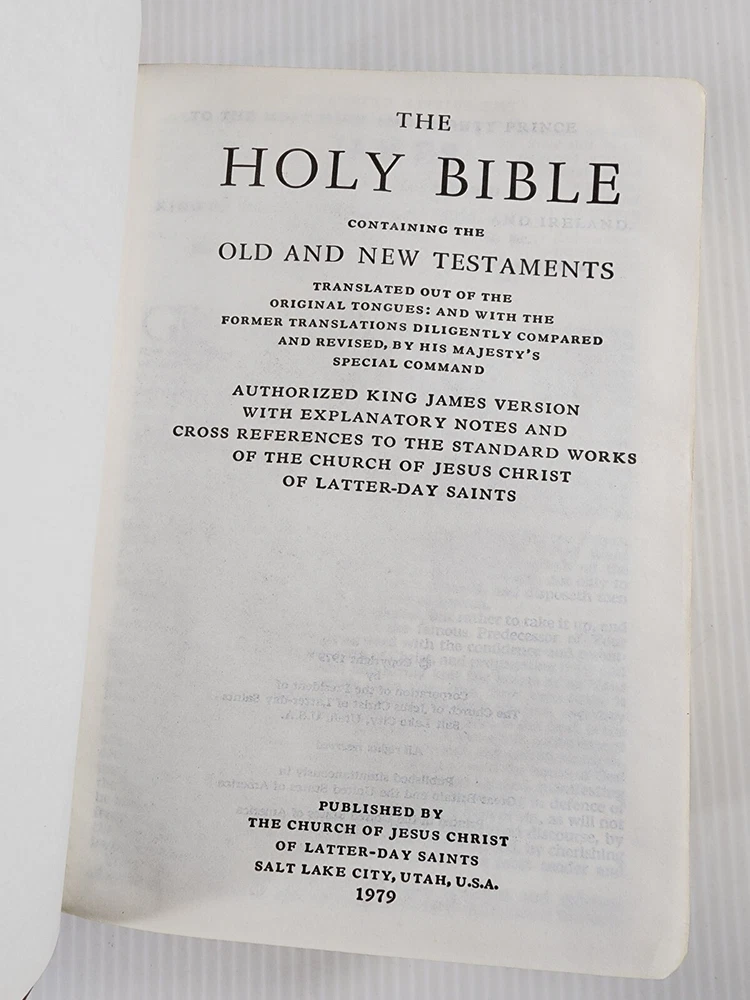 THE
HOLY BIBLE
CONTAINING THE
OLD AND NEW TESTAMENTS
TRANSLATED OUT OF THE
ORIGINAL TONGUES: AND WITH THE
FORMER TRANSLATIONS DILIGENTLY COMPARED
AND REVISED, BY HIS MAJESTY'S
SPECIAL COMMAND
AUTHORIZED KING JAMES VERSION
WITH EXPLANATORY NOTES AND
CROSS REFERENCES TO THE STANDARD WORKS
OF THE CHURCH OF JESUS CHRIST
OF LATTER-DAY SAINTS
PUBLISHED BY
THE CHURCH OF JESUS CHRIST
OF LATTER-DAY SAINTS
SALT LAKE CITY, UTAH, U.S.A.
1979